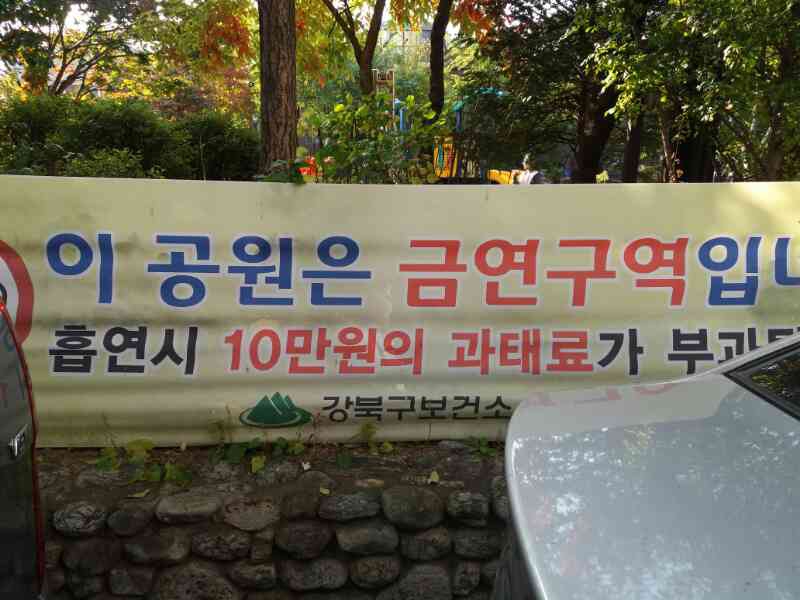 이 공원은 금연구역입니
흡연시 10만원의 과태료가 부과
강북구보건소